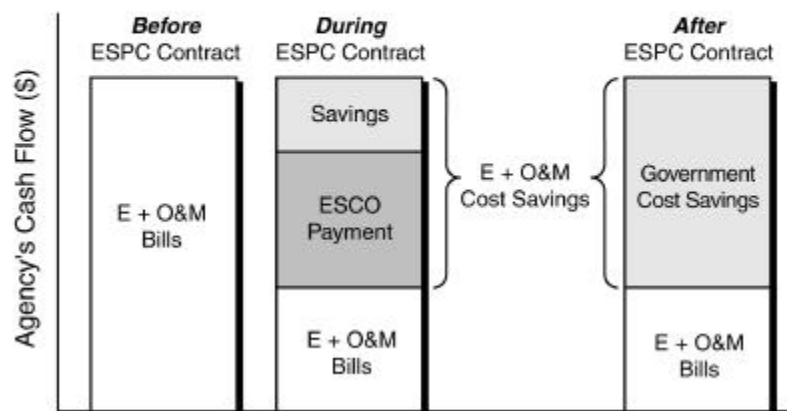 Before
ESPC Contract
During
ESPC Contract
After
ESPC Contract
Agency's Cash Flow ($)
E + O&M
Bills
Savings
ESCO
Payment
E + O&M
Bills
E + O&M
Cost Savings
Government
Cost Savings
E + O&M
Bills